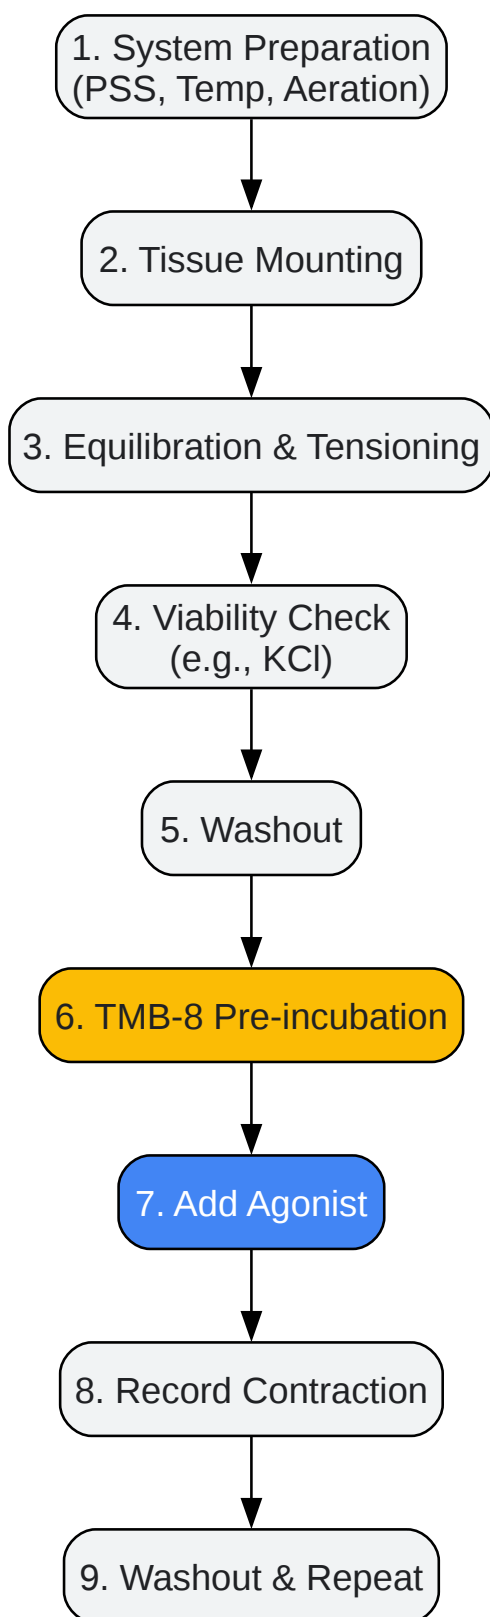 1. System Preparation
(PSS, Temp, Aeration)
2. Tissue Mounting
3. Equilibration & Tensioning
4. Viability Check
(e.g., KCl)
5. Washout
6. TMB-8 Pre-incubation
7. Add Agonist
8. Record Contraction
9. Washout & Repeat